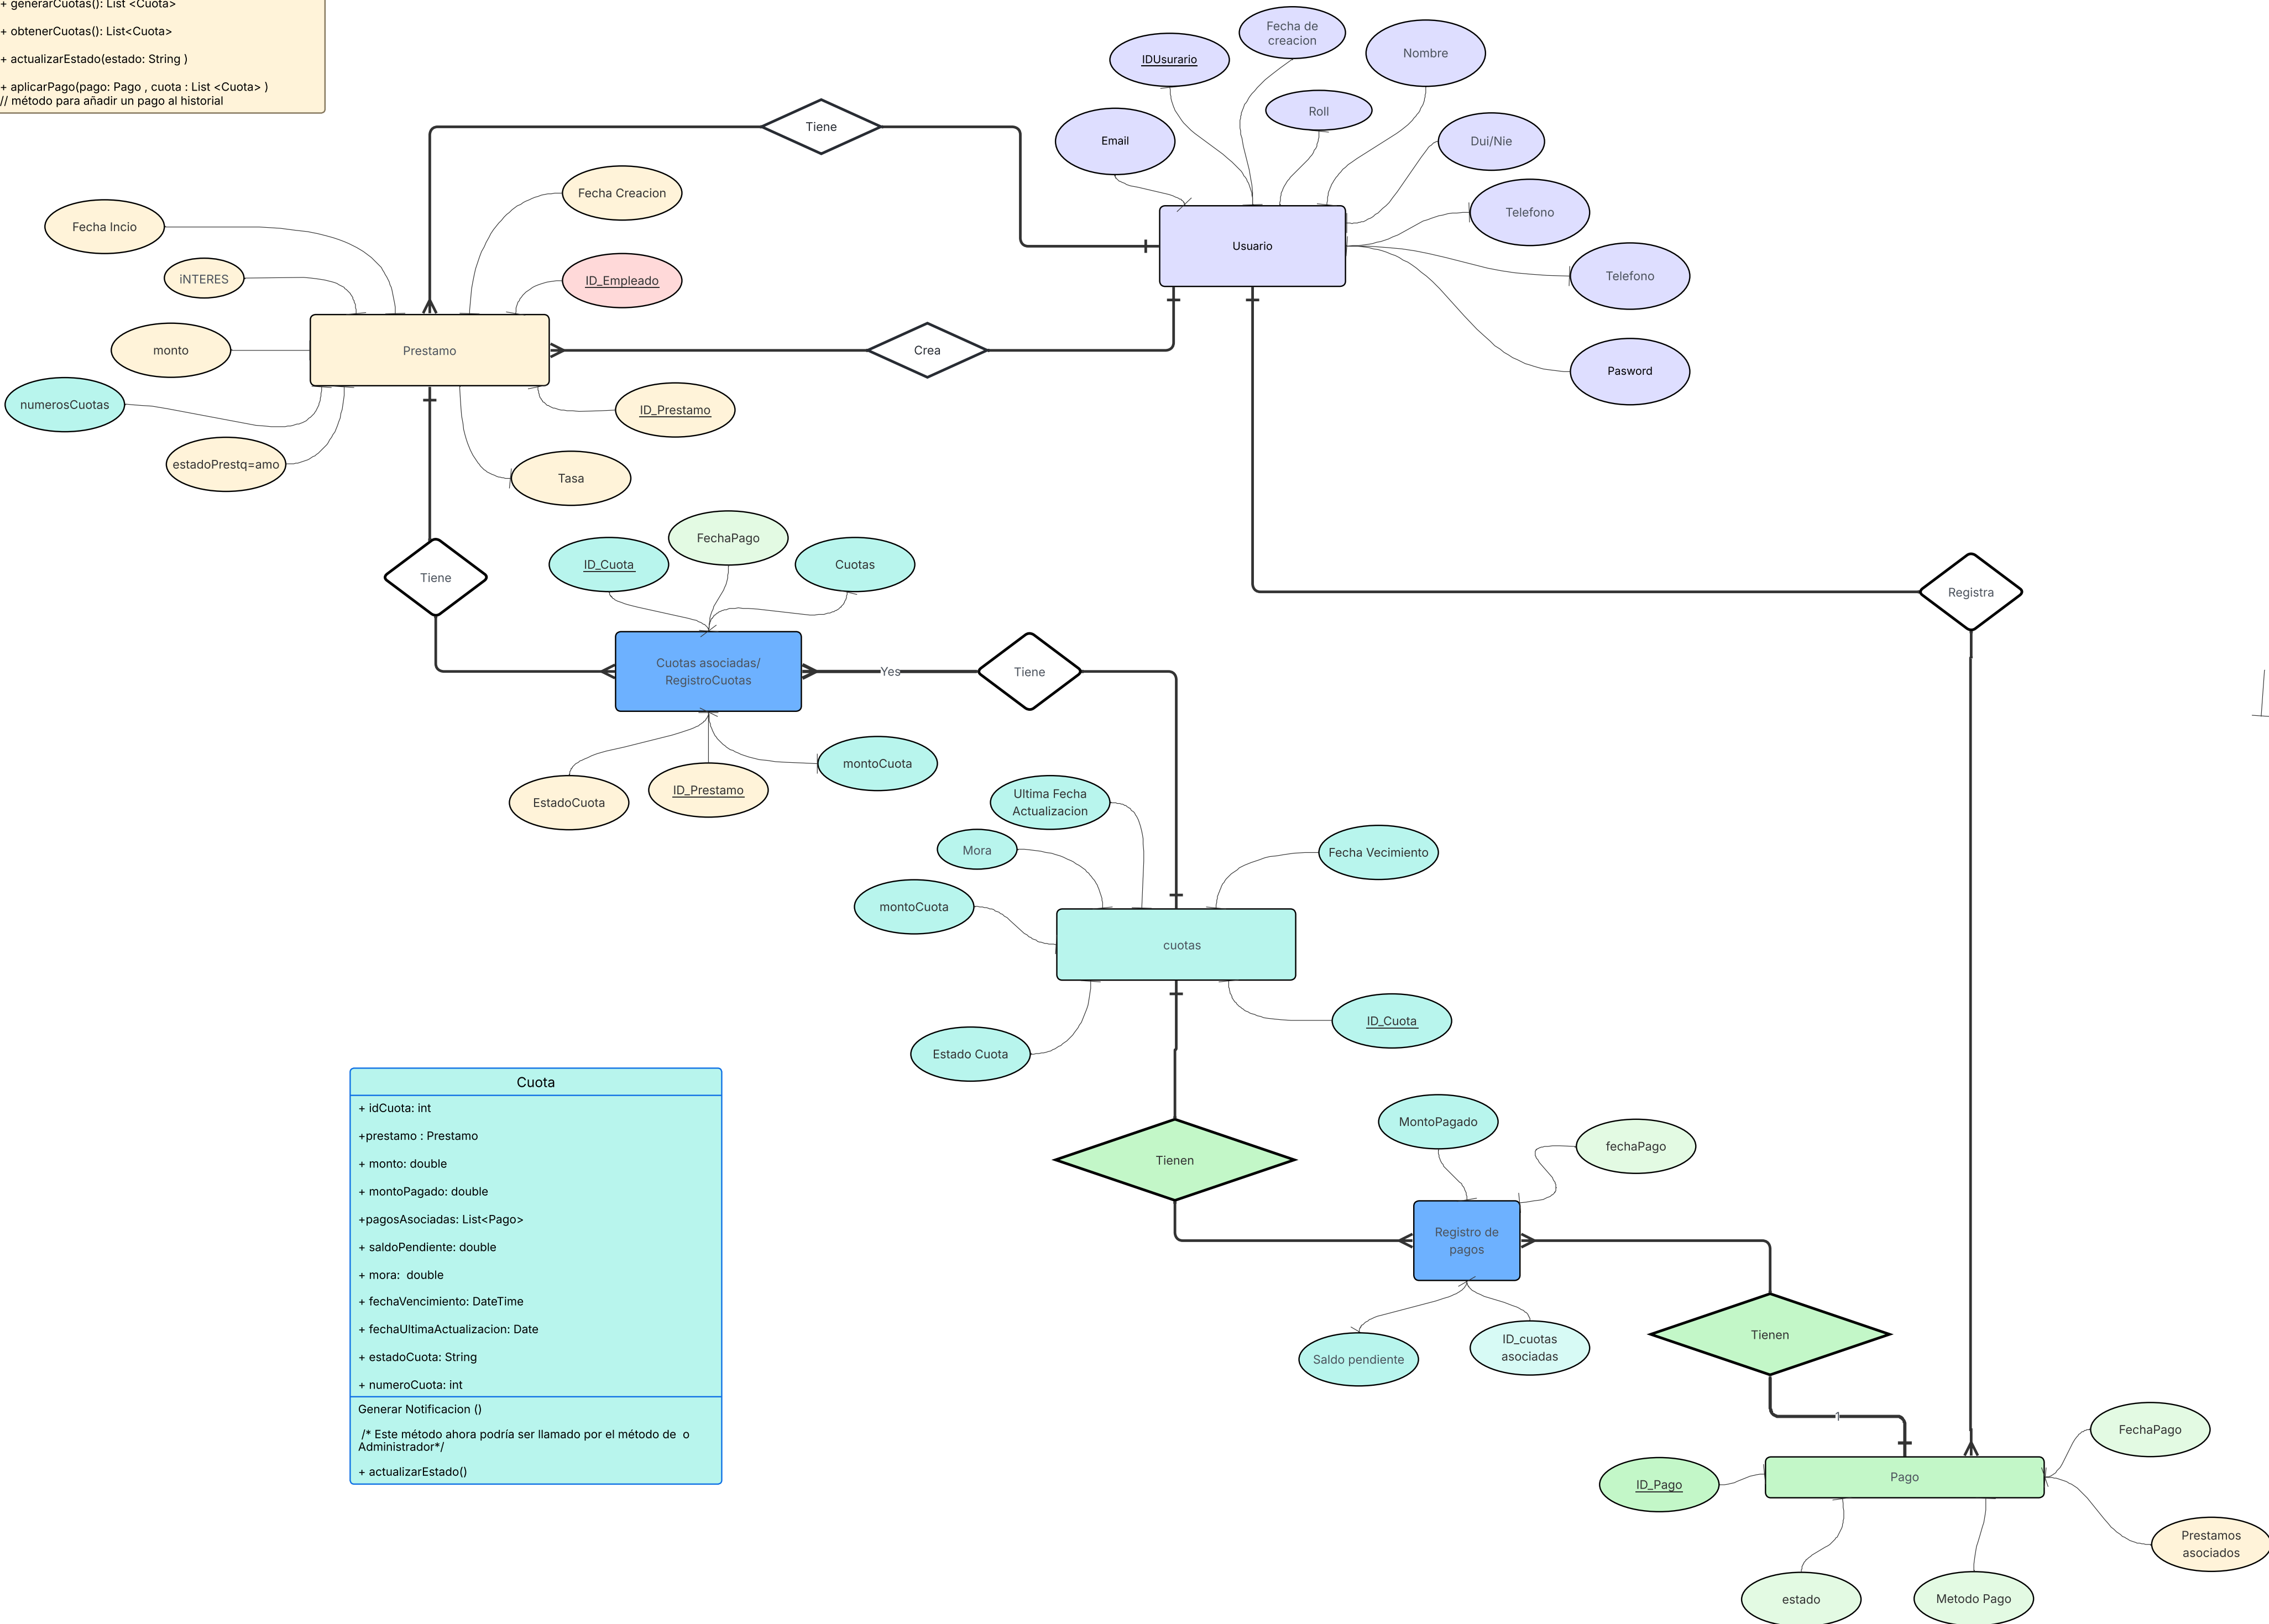 + generarCuotas(): List <Cuota>
+ obtenerCuotas(): List<Cuota>
+ actualizarEstado(estado: String )
+ aplicarPago(pago: Pago , cuota : List <Cuota> )
// método para añadir un pago al historial
Fecha de
creacion
IDUsurario
Nombre
Roll
Email
Dui/Nie
Tiene
Telefono
Usuario
Telefono
Pasword
Fecha Creacion
Fecha Incio
iNTERES
ID_Empleado
monto
Prestamo
Crea
numerosCuotas
ID_Prestamo
estadoPrestq=amo
Tasa
Tiene
ID_Cuota
FechaPago
Cuotas
Registra
Cuotas asociadas/
RegistroCuotas
Yes
Tiene
EstadoCuota
ID_Prestamo
montoCuota
Ultima Fecha
Actualizacion
Mora
Fecha Vecimiento
montoCuota
cuotas
ID_Cuota
Estado Cuota
Cuota
+ idCuota: int
+prestamo : Prestamo
+ monto: double
+ montoPagado: double
+pagosAsociadas: List<Pago>
+ saldoPendiente: double
+ mora:  double
+ fechaVencimiento: DateTime
+ fechaUltimaActualizacion: Date
+ estadoCuota: String
+ numeroCuota: int
Generar Notificacion ()
/* Este método ahora podría ser llamado por el método de  o
Administrador*/
+ actualizarEstado()
Tienen
MontoPagado
fechaPago
Registro de
pagos
Saldo pendiente
ID_cuotas
asociadas
Tienen
1
FechaPago
Pago
ID_Pago
Prestamos
asociados
estado
Metodo Pago